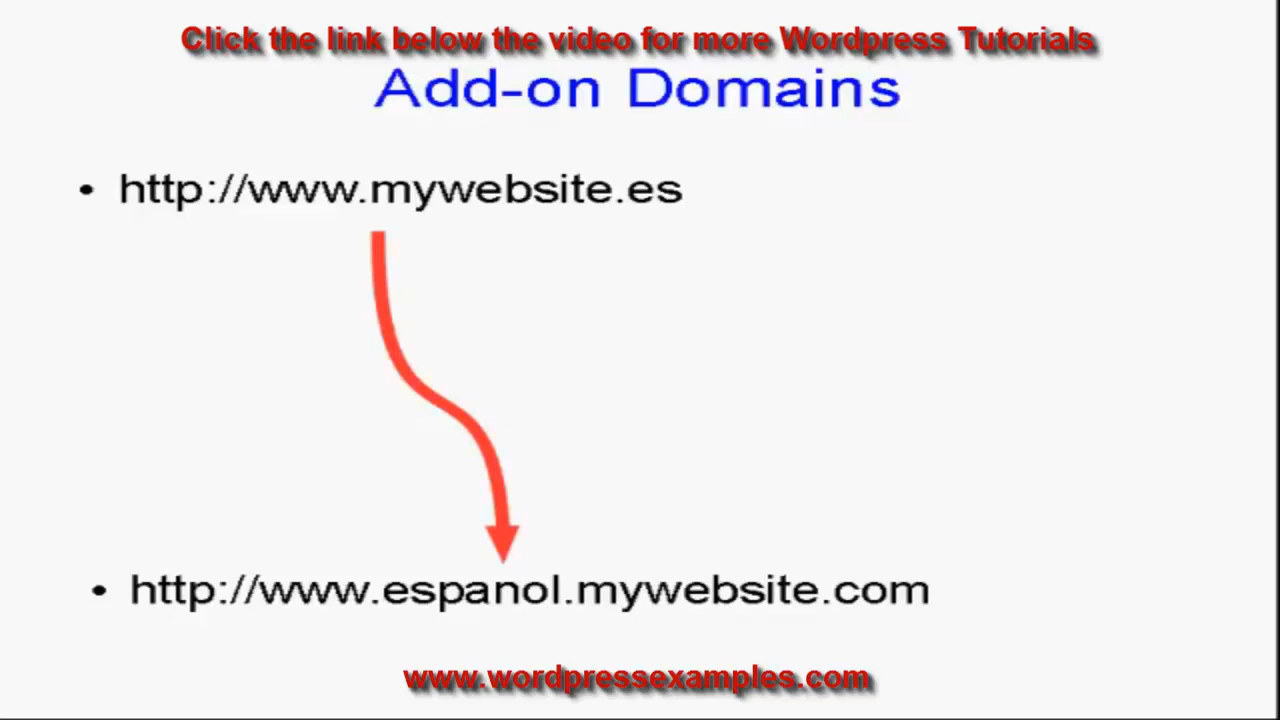 Click the link below the video for more Wordpress Tutorials
Add-on Domains
• http://www.mywebsite.es
• http://www.espanol.mywebsite.com
www.wordpressexamples.com